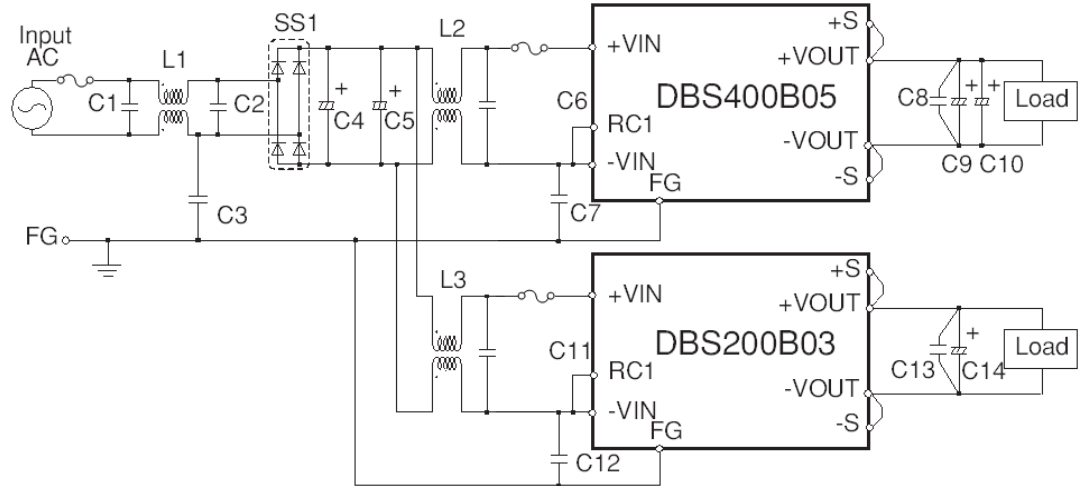 Input
AC
L1
C1
C2
C3
SS1
C4
C5
L2
C6
C7
+VIN
RC1
-VIN
FG
DBS400B05
+S
+VOUT
-VOUT
-S
C8
C9
C10
Load
FG
L3
C11
C12
+VIN
RC1
-VIN
FG
DBS200B03
+S
+VOUT
-VOUT
-S
C13
C14
Load